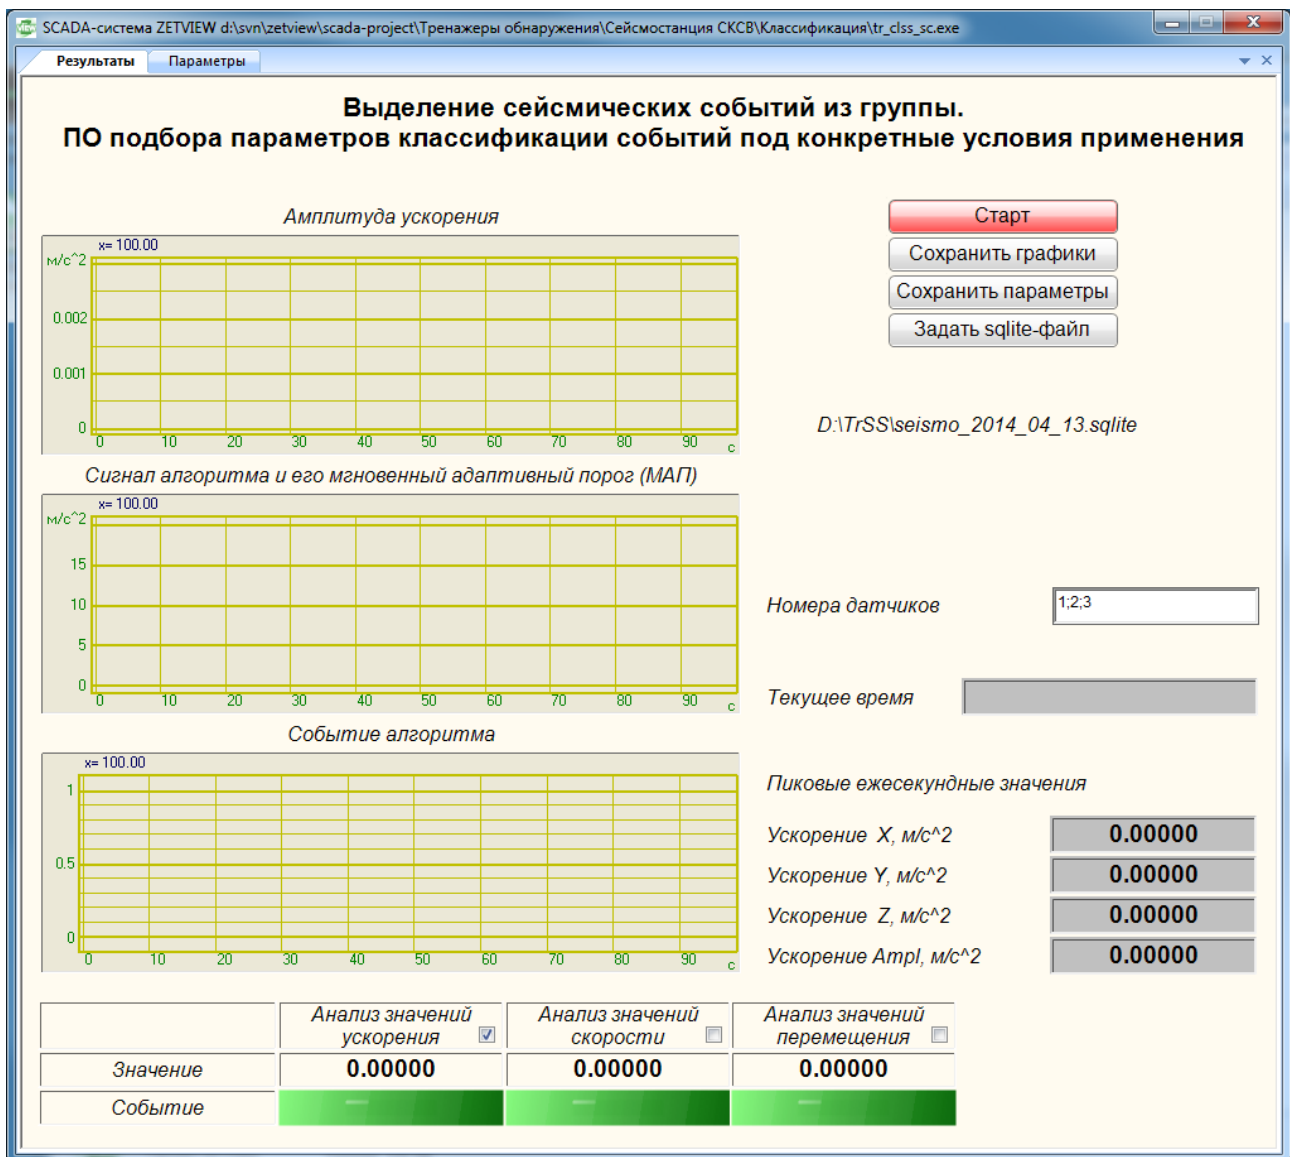 SCADA-система ZETVIEW d:\svn\zetview\scada-project\Тренажеры обнаружения\Сейсмостанция СКСВ\Классификация\tr_clss_sc.exe
Результаты Параметры
Выделение сейсмических событий из группы.
ПО подбора параметров классификации событий под конкретные условия применения
Амплитуда ускорения
x= 100.00
м/с^2
0.002
0.001
0
0 10 20 30 40 50 60 70 80 90 с
Сигнал алгоритма и его мгновенный адаптивный порог (МАП)
x= 100.00
м/с^2
15
10
5
0
0 10 20 30 40 50 60 70 80 90 с
Событие алгоритма
x= 100.00
1
0.5
0
0 10 20 30 40 50 60 70 80 90 с
Старт
Сохранить графики
Сохранить параметры
Задать sqlite-файл
D:\TrSS\seismo_2014_04_13.sqlite
Номера датчиков 1;2;3
Текущее время
Пиковые ежесекундные значения
Ускорение X, м/с^2 0.00000
Ускорение Y, м/с^2 0.00000
Ускорение Z, м/с^2 0.00000
Ускорение Ampl, м/с^2 0.00000
Анализ значений ускорения
Анализ значений скорости
Анализ значений перемещения
Значение 0.00000 0.00000 0.00000
Событие